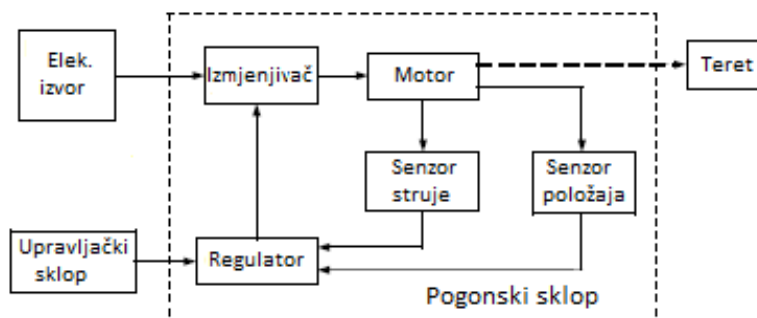 Elek.
izvor
Izmjenjivač
Motor
Teret
Senzor
struje
Senzor
položaja
Upravljački
sklop
Regulator
Pogonski sklop